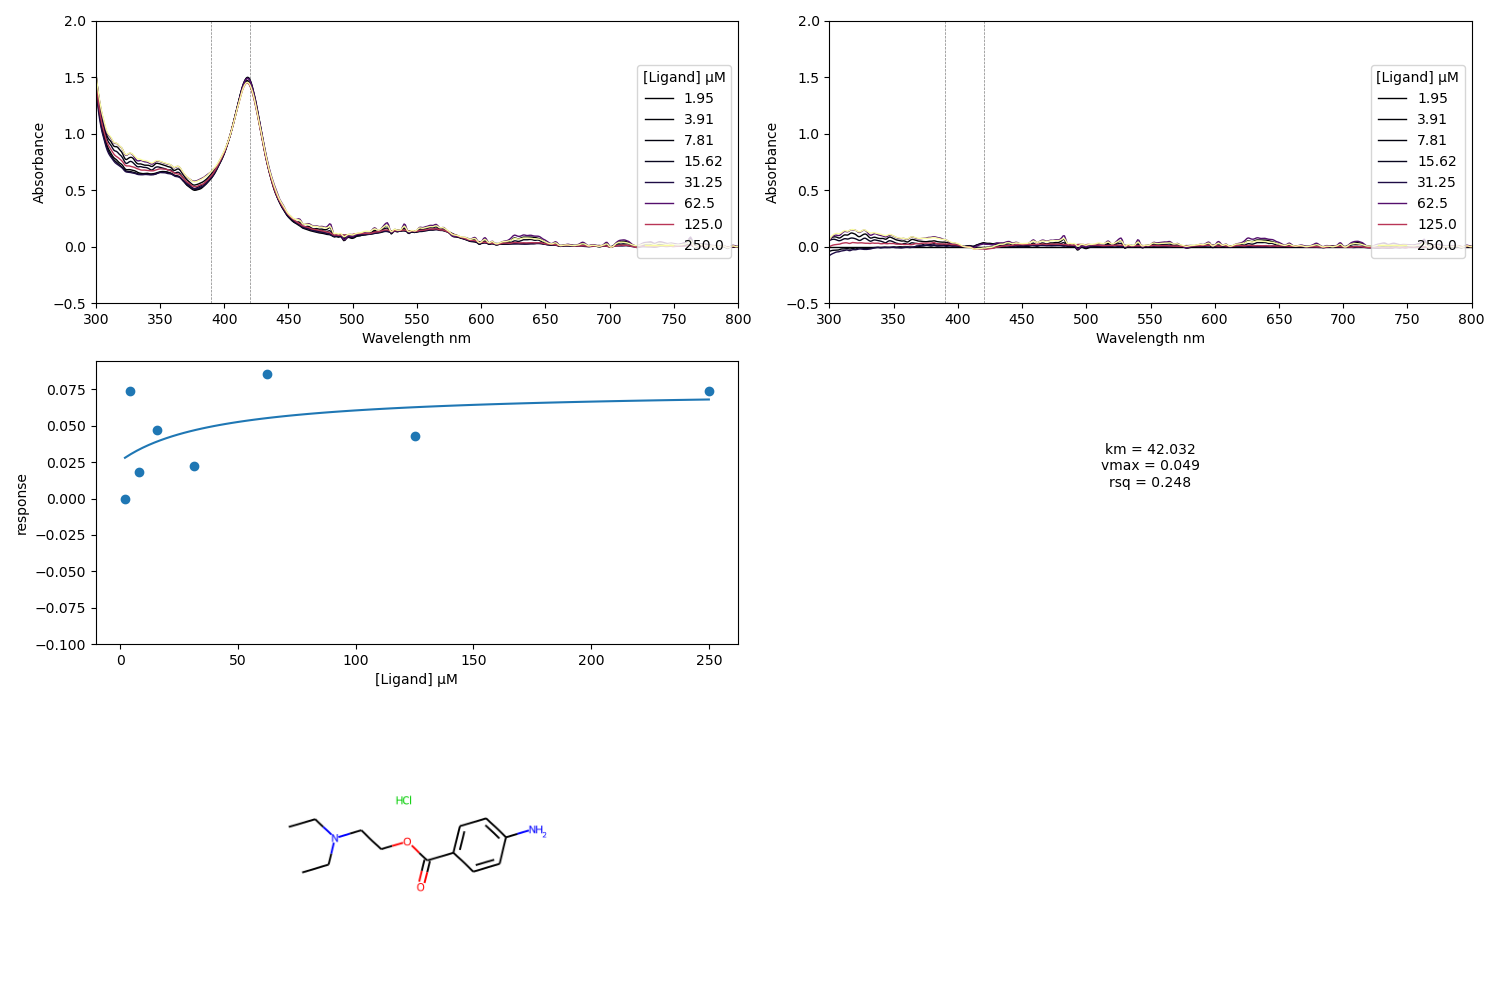 2.0
1.5
1.0
0.5
0.0
−0.5
Absorbance
300 350 400 450 500 550 600 650 700 750 800
Wavelength nm
[Ligand] μM
1.95
3.91
7.81
15.62
31.25
62.5
125.0
250.0
2.0
1.5
1.0
0.5
0.0
−0.5
Absorbance
300 350 400 450 500 550 600 650 700 750 800
Wavelength nm
[Ligand] μM
1.95
3.91
7.81
15.62
31.25
62.5
125.0
250.0
0.075
0.050
0.025
0.000
−0.025
−0.050
−0.075
−0.100
response
0 50 100 150 200 250
[Ligand] μM
km = 42.032
vmax = 0.049
rsq = 0.248
HCl
N
O
O
NH2